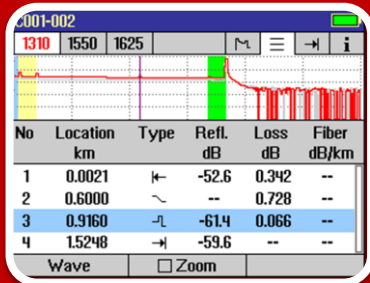 C001-002
1310 1550 1625 i
No Location Type Refl. Loss Fiber
km dB dB dB/km
1 0.0021 -52.6 0.342 --
2 0.6000 -- 0.728 --
3 0.9160 -61.4 0.066 --
4 1.5248 -59.6 -- --
Wave Zoom